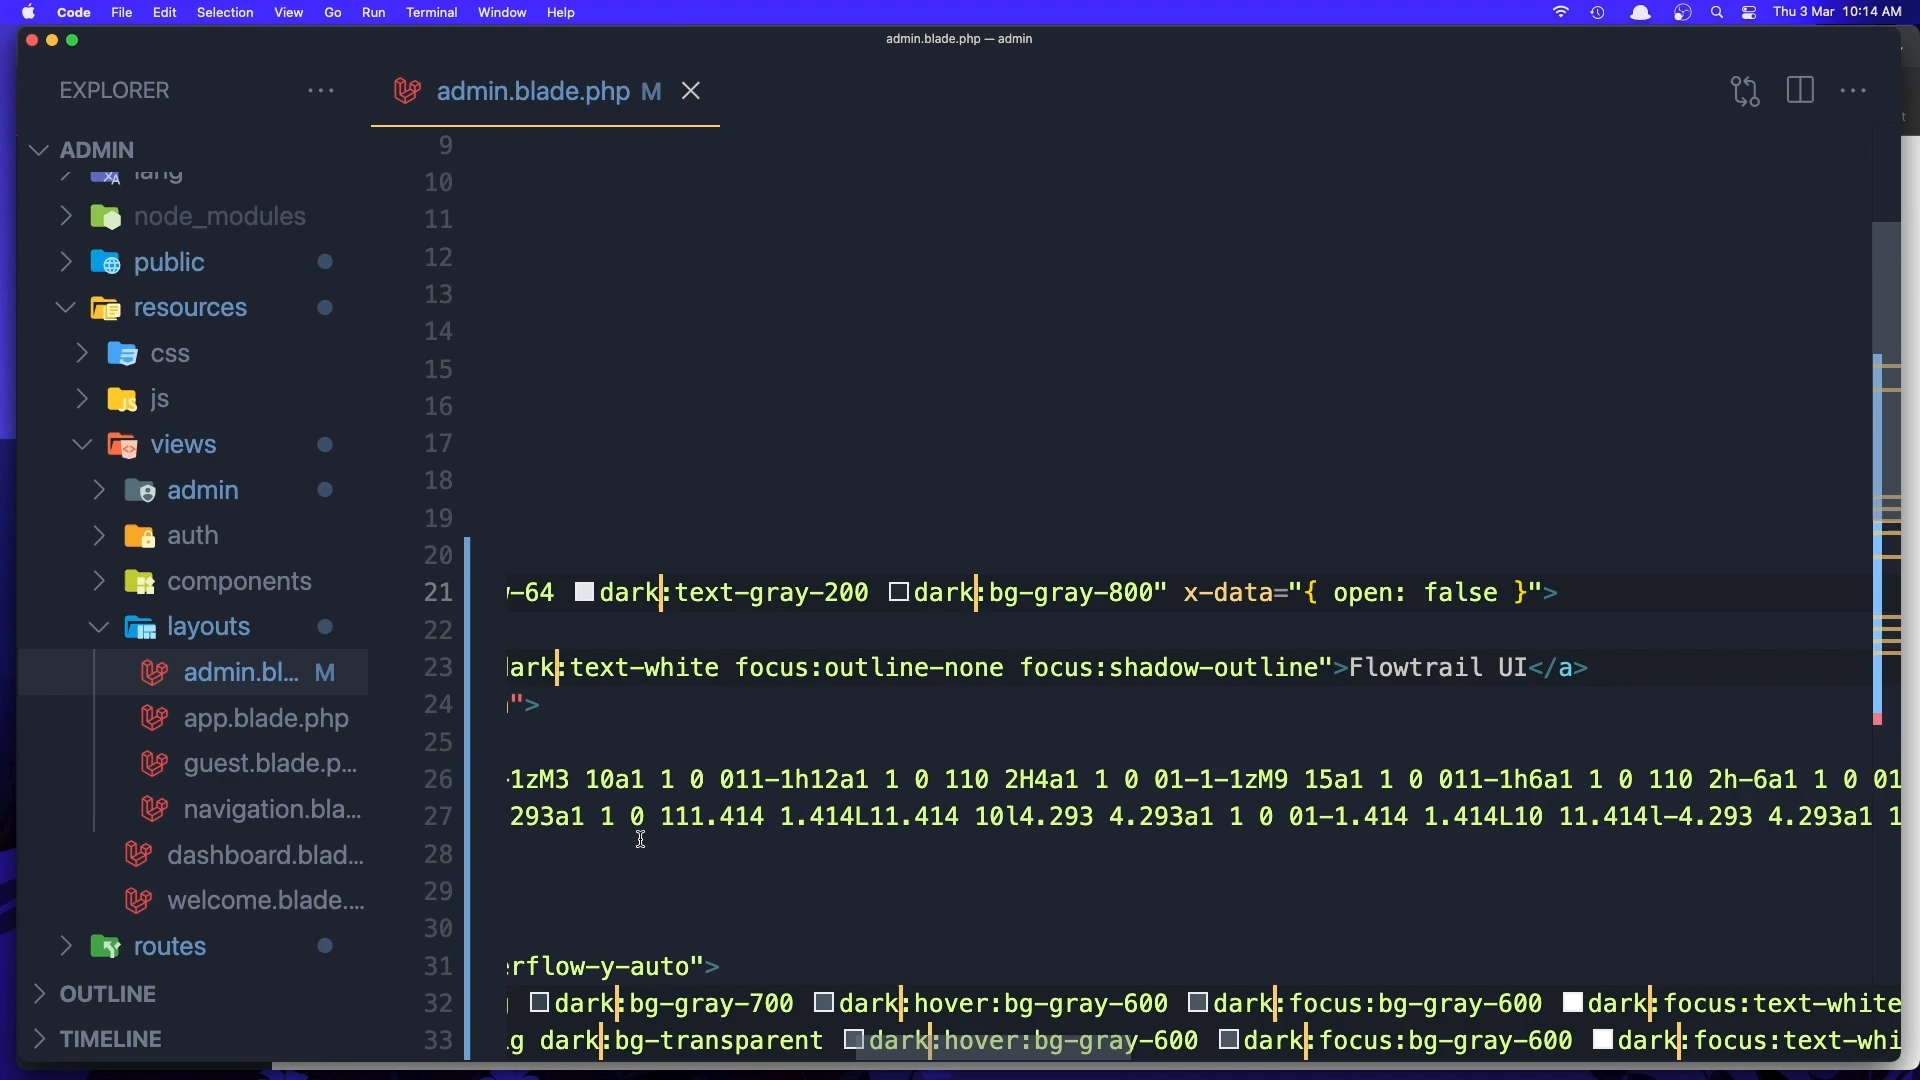 Code File Edit Selection View Go Run Terminal Window Help Thu 3 Mar 10:14 AM
admin.blade.php — admin
EXPLORER
admin.blade.php M
ADMIN
lang
node_modules
public
resources
css
js
views
admin
auth
components
layouts
admin.bl... M
app.blade.php
guest.blade.p...
navigation.bla...
dashboard.blad...
welcome.blade....
routes
OUTLINE
TIMELINE
9
10
11
12
13
14
15
16
17
18
19
20
21 -64 dark:text-gray-200 dark:bg-gray-800" x-data="{ open: false }">
22
23 dark:text-white focus:outline-none focus:shadow-outline">Flowtrail UI</a>
24 ">
25
26 -1zM3 10a1 1 0 011-1h12a1 1 0 110 2H4a1 1 0 01-1-1zM9 15a1 1 0 011-1h6a1 1 0 110 2h-6a1 1 0 01
27 293a1 1 0 111.414 1.414L11.414 10l4.293 4.293a1 1 0 01-1.414 1.414L10 11.414l-4.293 4.293a1 1
28
29
30
31 erflow-y-auto">
32 dark:bg-gray-700 dark:hover:bg-gray-600 dark:focus:bg-gray-600 dark:focus:text-white
33 g dark:bg-transparent dark:hover:bg-gray-600 dark:focus:bg-gray-600 dark:focus:text-whi